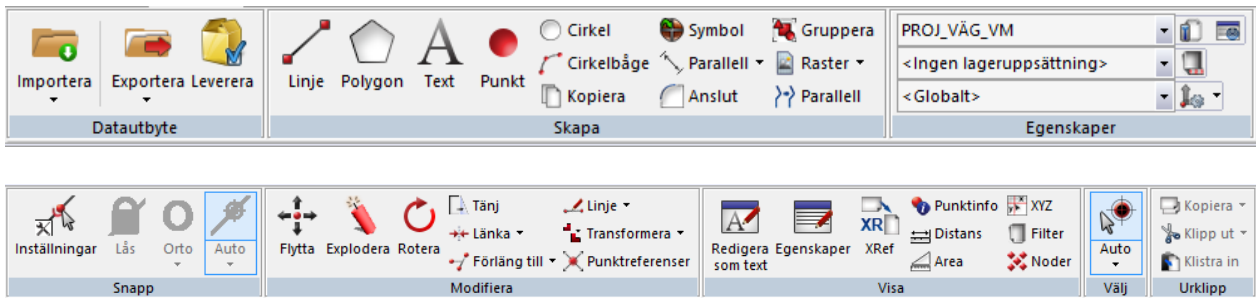 Importera
Exportera
Leverera
Datautbyte
Linje
Polygon
Text
Punkt
Cirkel
Cirkelbåge
Kopiera
Symbol
Parallell
Anslut
Gruppera
Raster
Parallell
Skapa
PROJ_VÄG_VM
<Ingen lageruppsättning>
<Globalt>
Egenskaper
Inställningar
Lås
Orto
Auto
Snapp
Flytta
Explodera
Rotera
Tänj
Länka
Förläng till
Linje
Transformera
Punktreferenser
Modifiera
Redigera
som text
Egenskaper
XRef
Punktinfo
Distans
Area
XYZ
Filter
Noder
Visa
Auto
Välj
Kopiera
Klipp ut
Klistra in
Urklipp